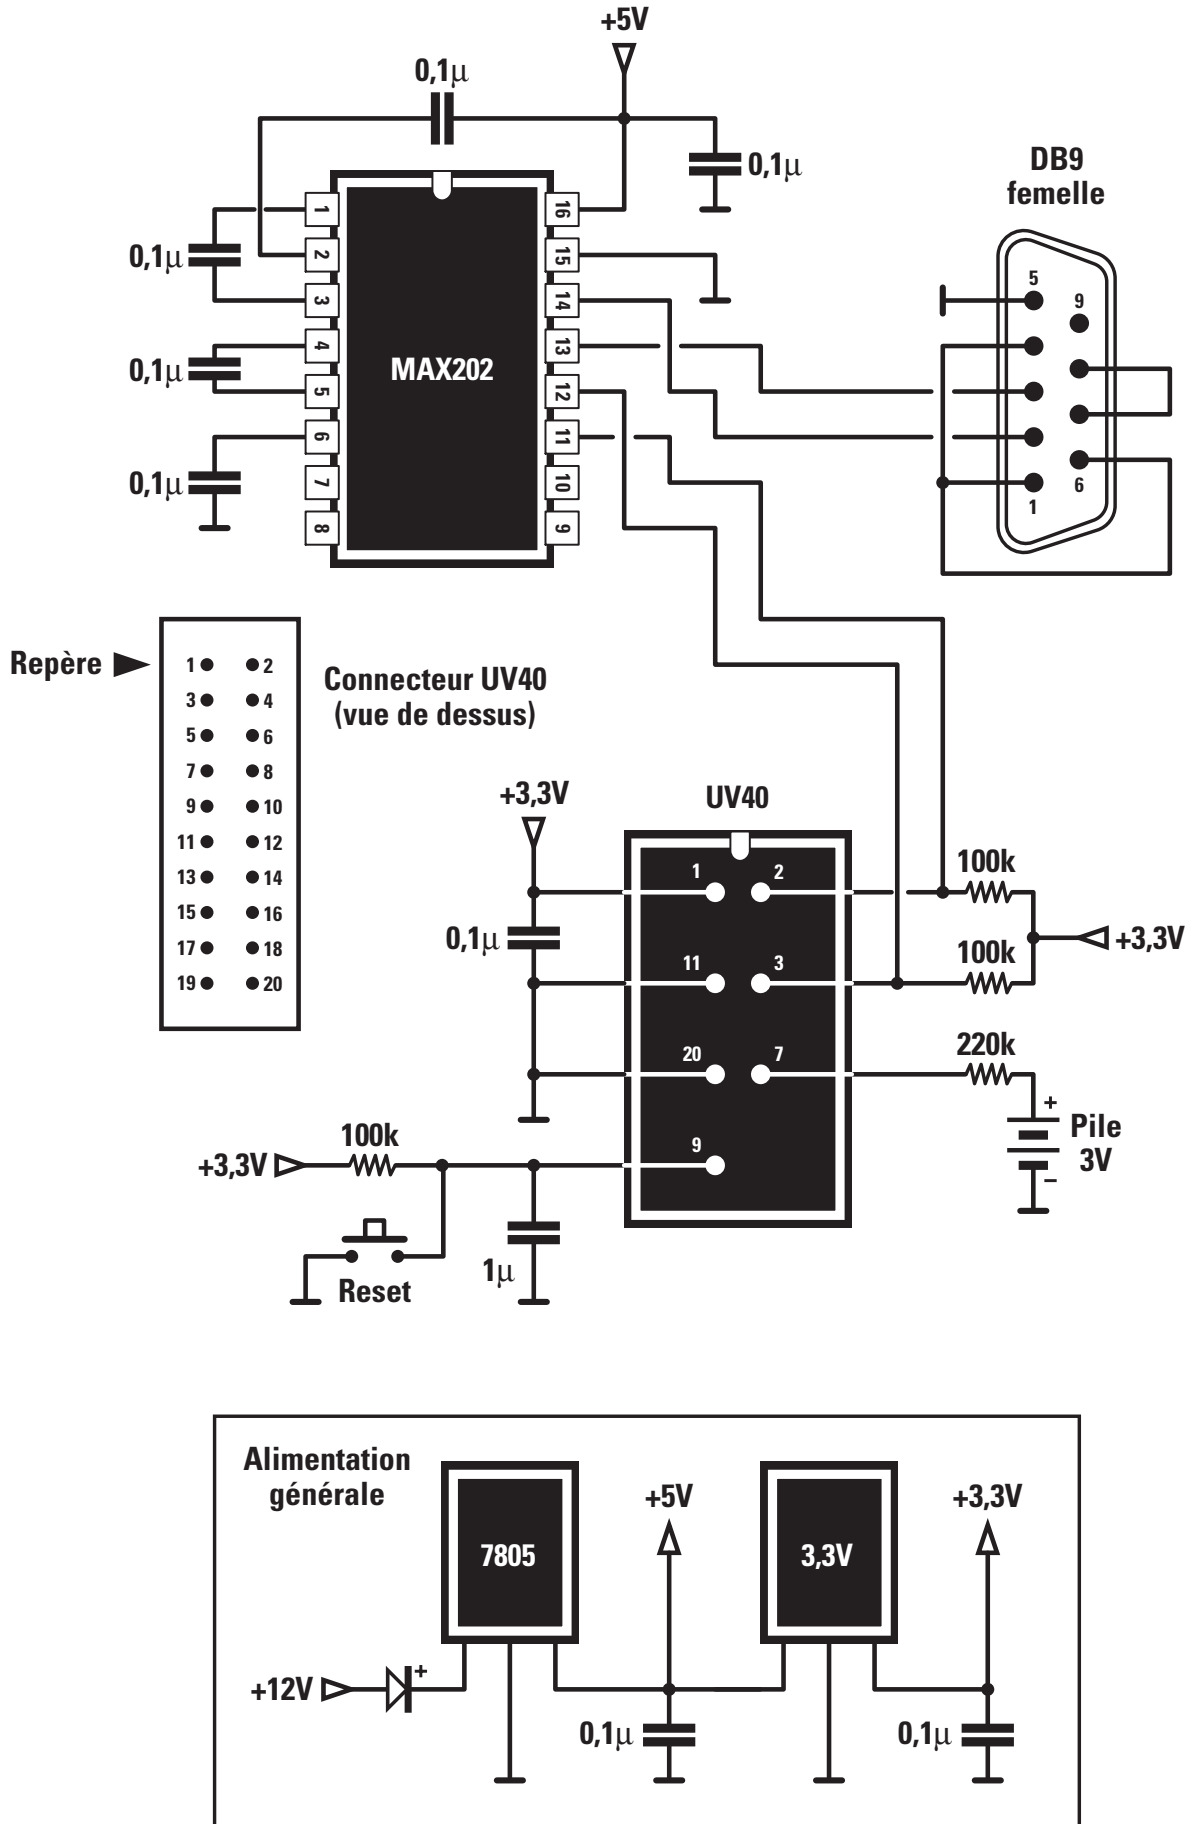 +5V
0,1µ
0,1µ
DB9
femelle
1
16
0,1µ
2
15
3
14
5
9
4
13
MAX202
0,1µ
5
12
6
11
0,1µ
7
10
6
1
8
9
Repère
1 2
3 4
5 6
7 8
9 10
11 12
13 14
15 16
17 18
19 20
Connecteur UV40
(vue de dessus)
+3,3V
UV40
1 2
100k
0,1µ
+3,3V
11 3
100k
20 7
220k
+
Pile
3V
–
100k
+3,3V
9
Reset
1µ
Alimentation
générale
7805
+5V
3,3V
+3,3V
+12V
+
0,1µ
0,1µ